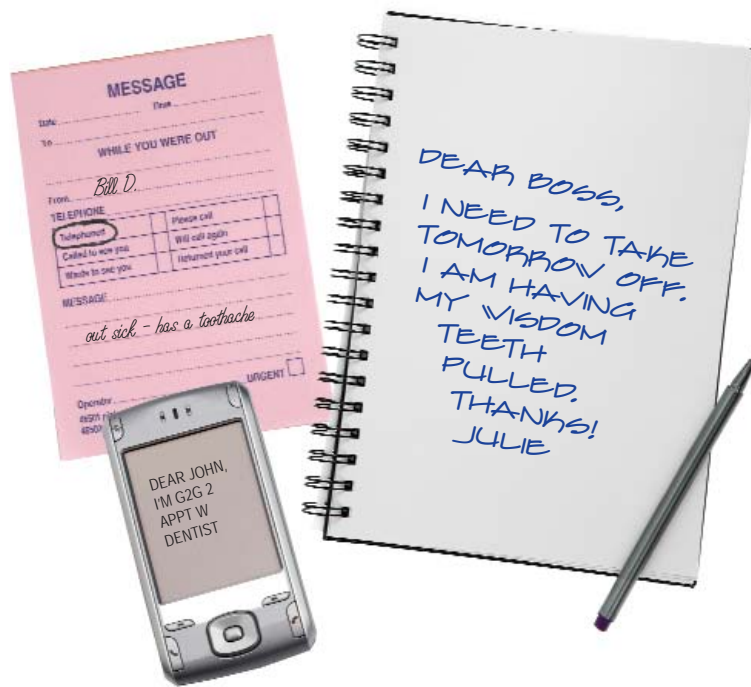 MESSAGE
Date Time
To
WHILE YOU WERE OUT
From Bill D.
TELEPHONE
Telephoned Please call
Called to see you Will call again
Wants to see you Returned your call
MESSAGE
out sick - has a toothache
URGENT
Operator
DEAR JOHN,
I'M G2G 2
APPT W
DENTIST
DEAR BOSS,
I NEED TO TAKE
TOMORROW OFF.
I AM HAVING
MY WISDOM
TEETH
PULLED.
THANKS!
JULIE